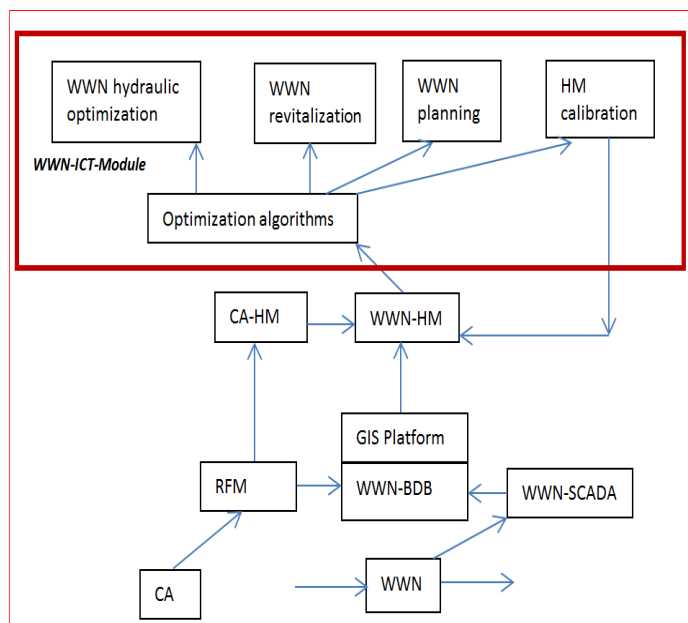 WWN hydraulic
optimization
WWN
revitalization
WWN
planning
HM
calibration
WWN-ICT-Module
Optimization algorithms
CA-HM
WWN-HM
GIS Platform
RFM
WWN-BDB
WWN-SCADA
CA
WWN